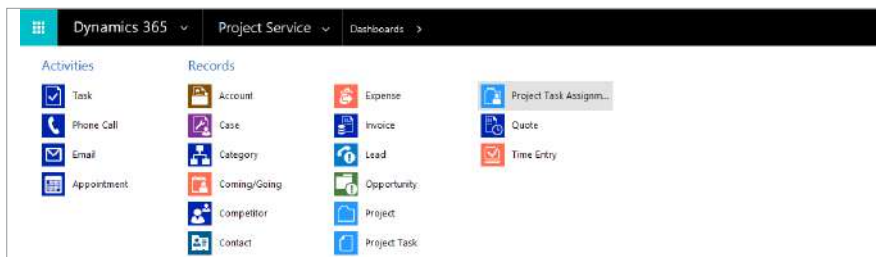 Dynamics 365 Project Service Dashboards >
Activities Records
Task Account Expense Project Task Assignm...
Phone Call Case Invoice Quote
Email Category Lead Time Entry
Appointment Coming/Going Opportunity
Competitor Project
Contact Project Task